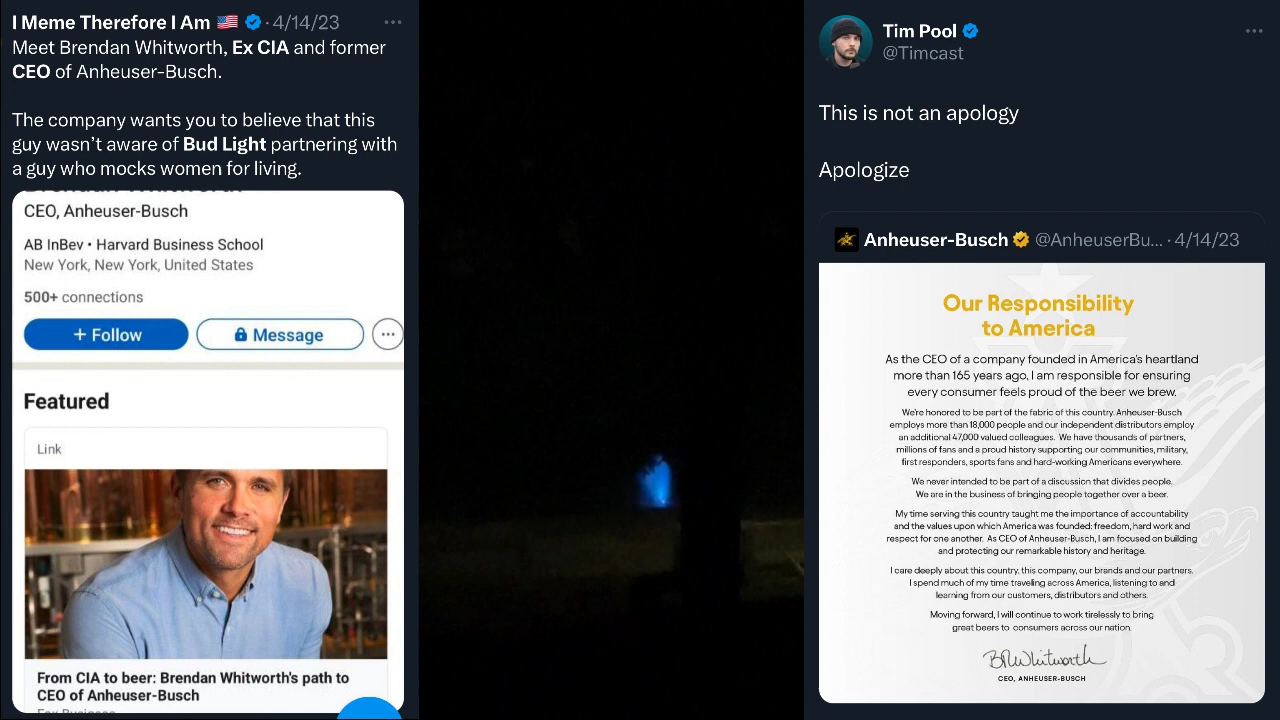 I Meme Therefore I Am 🇺🇸 · 4/14/23
Meet Brendan Whitworth, Ex CIA and former
CEO of Anheuser-Busch.
The company wants you to believe that this
guy wasn't aware of Bud Light partnering with
a guy who mocks women for living.
CEO, Anheuser-Busch
AB InBev • Harvard Business School
New York, New York, United States
500+ connections
+ Follow
Message
Featured
Link
From CIA to beer: Brendan Whitworth's path to
CEO of Anheuser-Busch
Tim Pool
@Timcast
This is not an apology
Apologize
Anheuser-Busch @AnheuserBu... · 4/14/23
Our Responsibility
to America
As the CEO of a company founded in America's heartland
more than 165 years ago, I am responsible for ensuring
every consumer feels proud of the beer we brew.
We're honored to be part of the fabric of this country. Anheuser-Busch
employs more than 18,000 people and our independent distributors employ
an additional 47,000 valued colleagues. We have thousands of partners,
millions of fans and a proud history supporting our communities, military,
first responders, sports fans and hard-working Americans everywhere.
We never intended to be part of a discussion that divides people.
We are in the business of bringing people together over a beer.
My time serving this country taught me the importance of accountability
and the values upon which America was founded: freedom, hard work and
respect for one another. As CEO of Anheuser-Busch, I am focused on building
and protecting our remarkable history and heritage.
I care deeply about this country, this company, our brands and our partners.
I spend much of my time traveling across America, listening to and
learning from our customers, distributors and others.
Moving forward, I will continue to work tirelessly to bring
great beers to consumers across our nation.
CEO, ANHEUSER-BUSCH